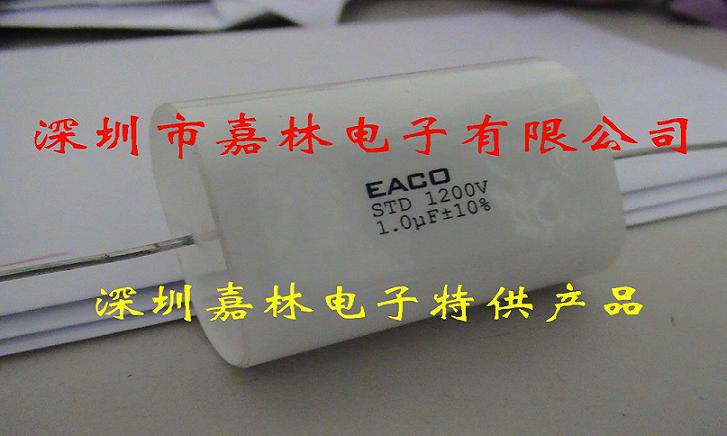 深圳市嘉林电子有限公司
EACO
STD 1200V
1.0µF±10%
深圳嘉林电子特供产品